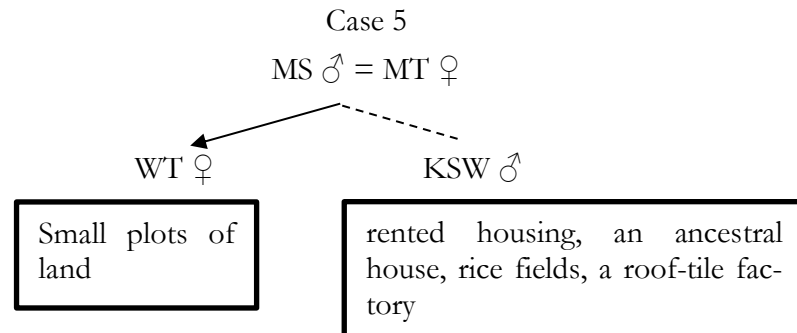 Case 5
MS ♂ = MT ♀
WT ♀ KSW ♂
Small plots of
land
rented housing, an ancestral
house, rice fields, a roof-tile fac-
tory